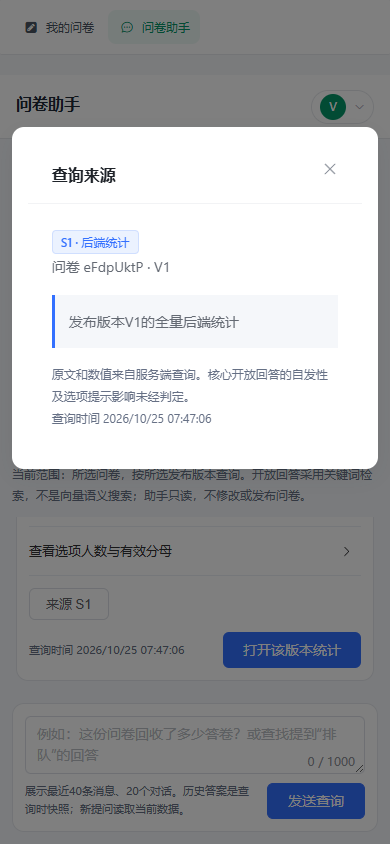 我的问卷
问卷助手
问卷助手
V
查询来源
S1 · 后端统计
问卷 eFdpUktP · V1
发布版本V1的全量后端统计
原文和数值来自服务端查询。核心开放回答的自发性
及选项提示影响未经判定。
查询时间 2026/10/25 07:47:06
当前范围：所选问卷，按所选发布版本查询。开放回答采用关键词检
索，不是向量语义搜索；助手只读，不修改或发布问卷。
查看选项人数与有效分母
来源 S1
查询时间 2026/10/25 07:47:06
打开该版本统计
例如：这份问卷回收了多少答卷？或查找提到“排
队”的回答
0 / 1000
展示最近40条消息、20个对话。历史答案是查
询时快照；新提问读取当前数据。
发送查询